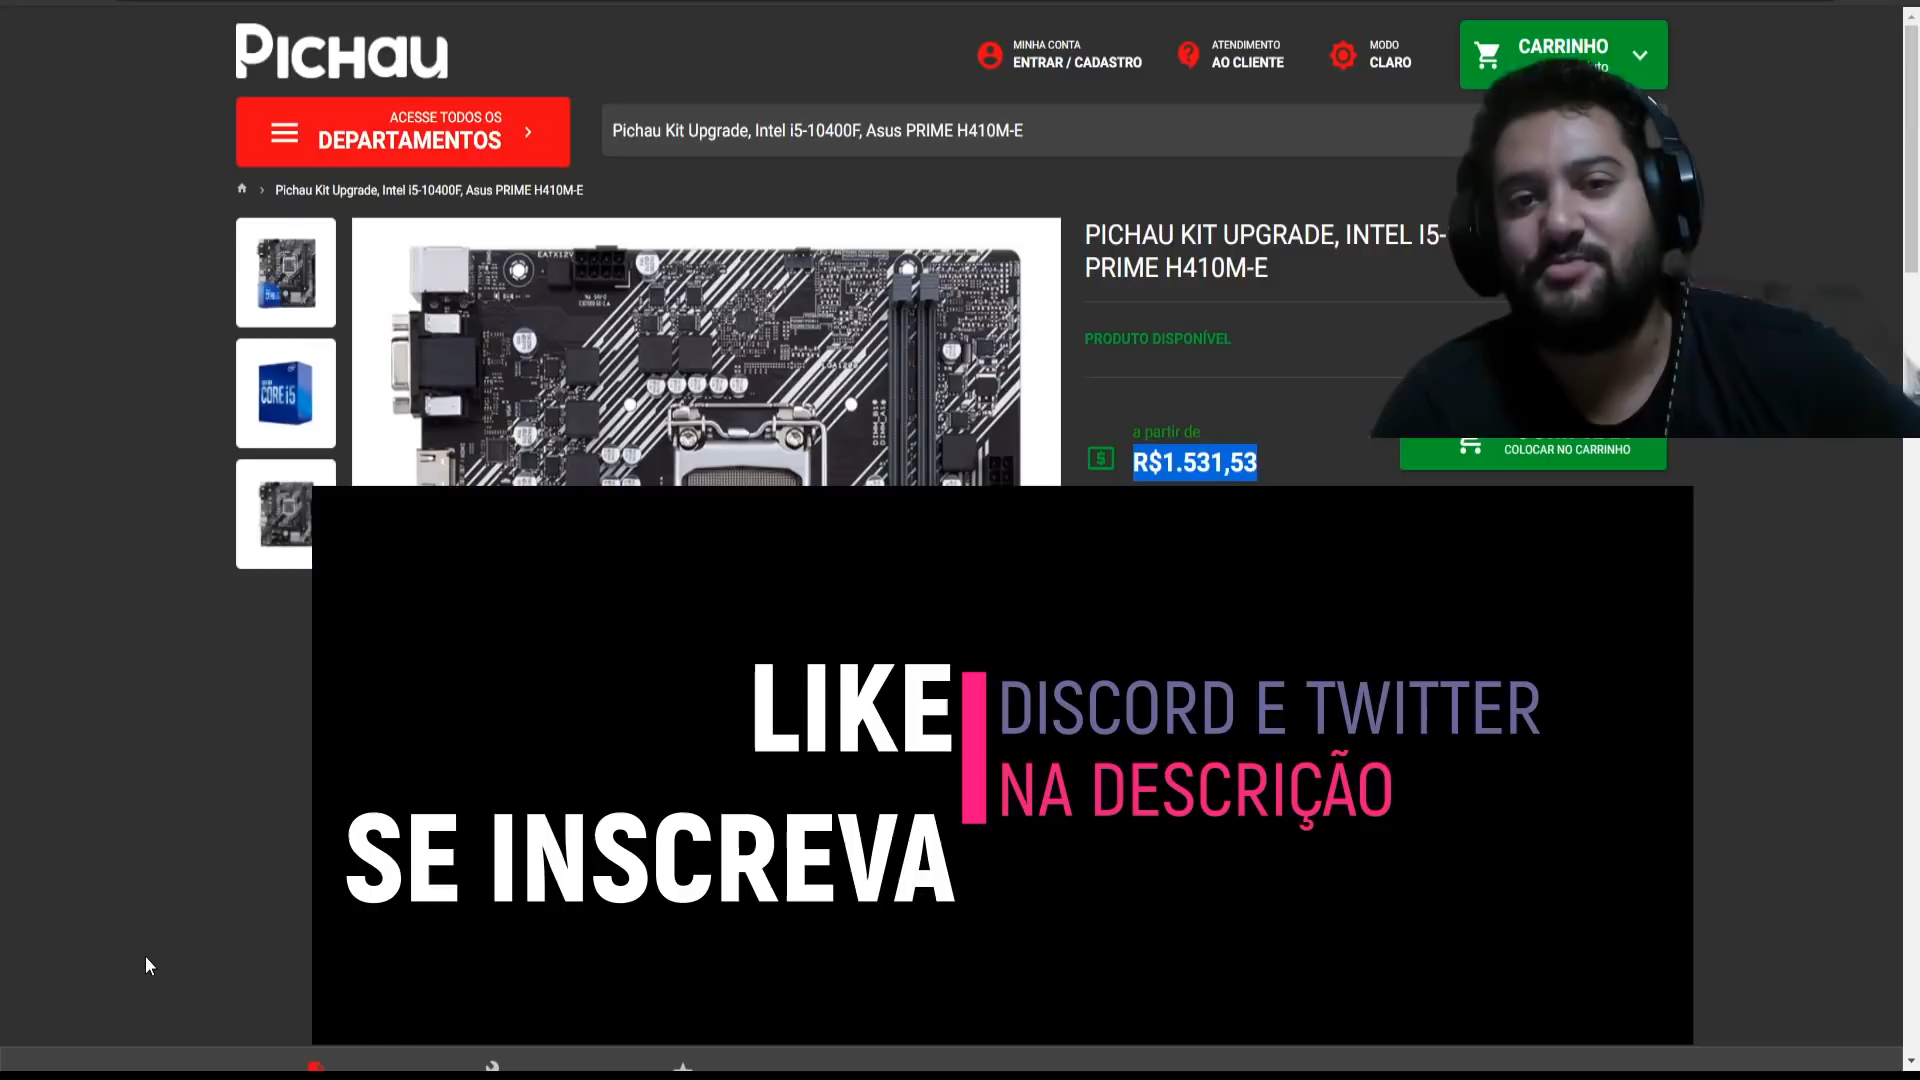 PICHAU
MINHA CONTA
ENTRAR / CADASTRO
ATENDIMENTO
AO CLIENTE
MODO
CLARO
CARRINHO
ACESSE TODOS OS
DEPARTAMENTOS
Pichau Kit Upgrade, Intel i5-10400F, Asus PRIME H410M-E
Pichau Kit Upgrade, Intel i5-10400F, Asus PRIME H410M-E
EATX12V
CORE i5
PICHAU KIT UPGRADE, INTEL I5-
PRIME H410M-E
PRODUTO DISPONÍVEL
a partir de
R$1.531,53
COLOCAR NO CARRINHO
LIKE
SE INSCREVA
DISCORD E TWITTER
NA DESCRIÇÃO